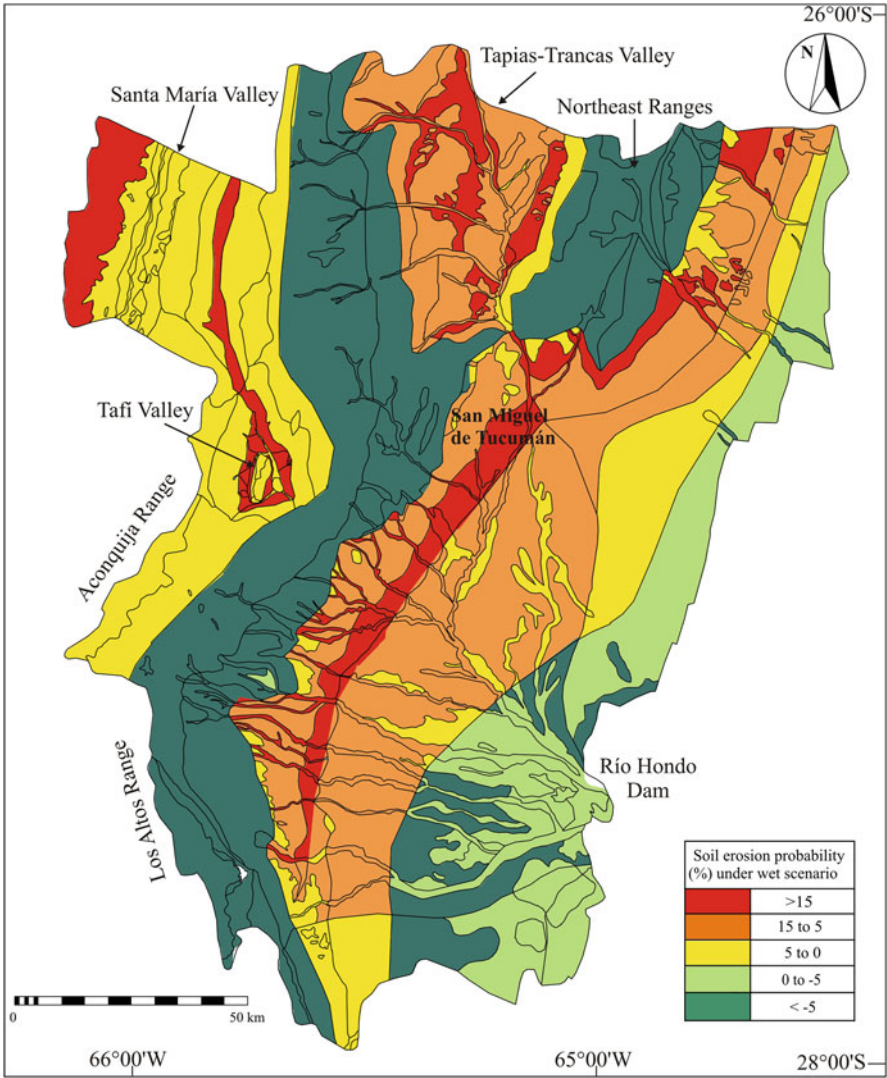 26°00'S
N
Tapias-Trancas Valley
Santa María Valley
Northeast Ranges
Tafí Valley
San Miguel
de Tucumán
Aconquija Range
Los Altos Range
Río Hondo
Dam
Soil erosion probability
(%) under wet scenario
>15
15 to 5
5 to 0
0 to -5
< -5
0
50 km
66°00'W
65°00'W
28°00'S